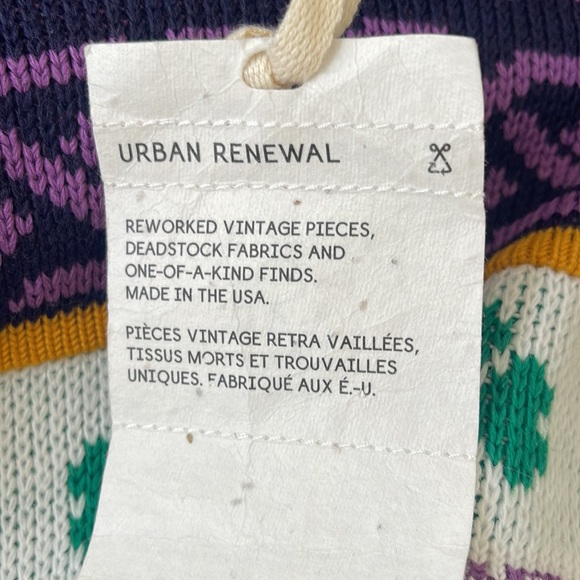 URBAN RENEWAL
REWORKED VINTAGE PIECES,
DEADSTOCK FABRICS AND
ONE-OF-A-KIND FINDS.
MADE IN THE USA.
PIÈCES VINTAGE RETRA VAILLÉES,
TISSUS MORTS ET TROUVAILLES
UNIQUES. FABRIQUÉ AUX É.-U.